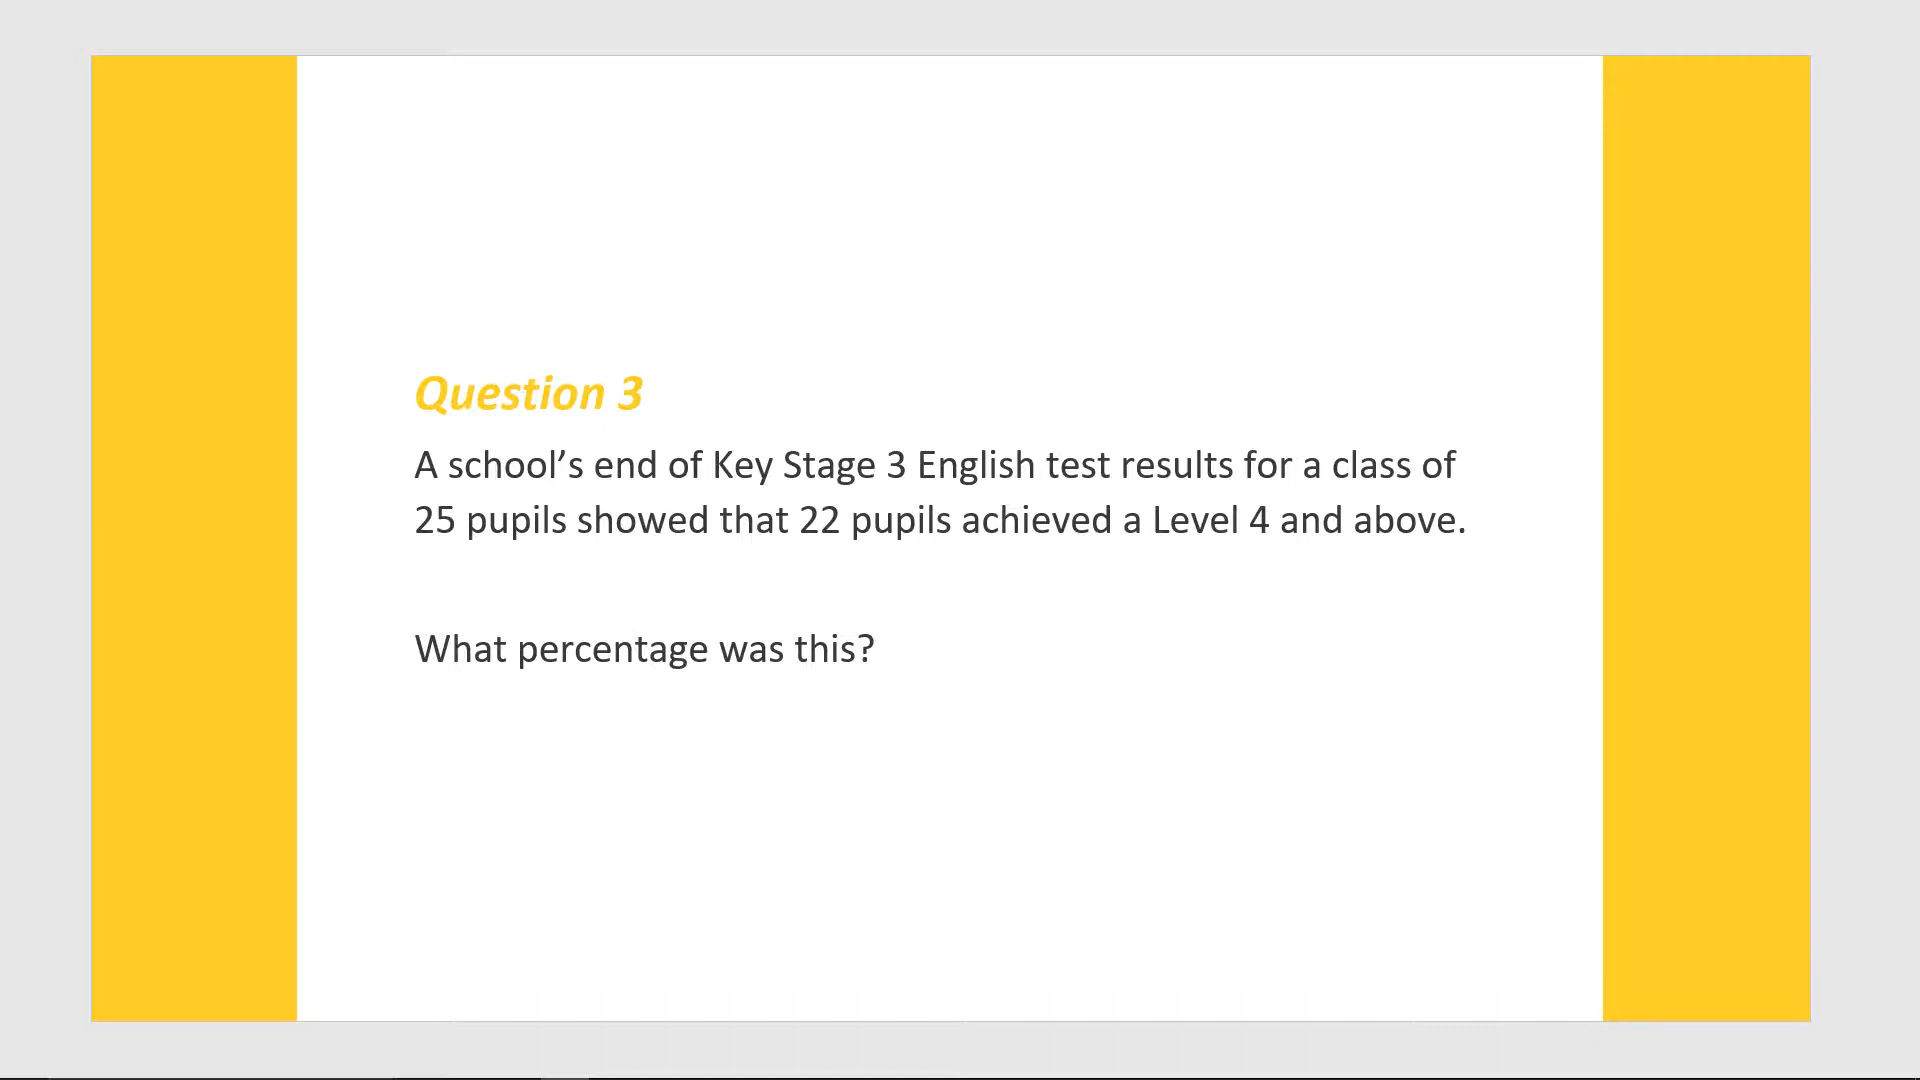 Question 3
A school’s end of Key Stage 3 English test results for a class of
25 pupils showed that 22 pupils achieved a Level 4 and above.
What percentage was this?